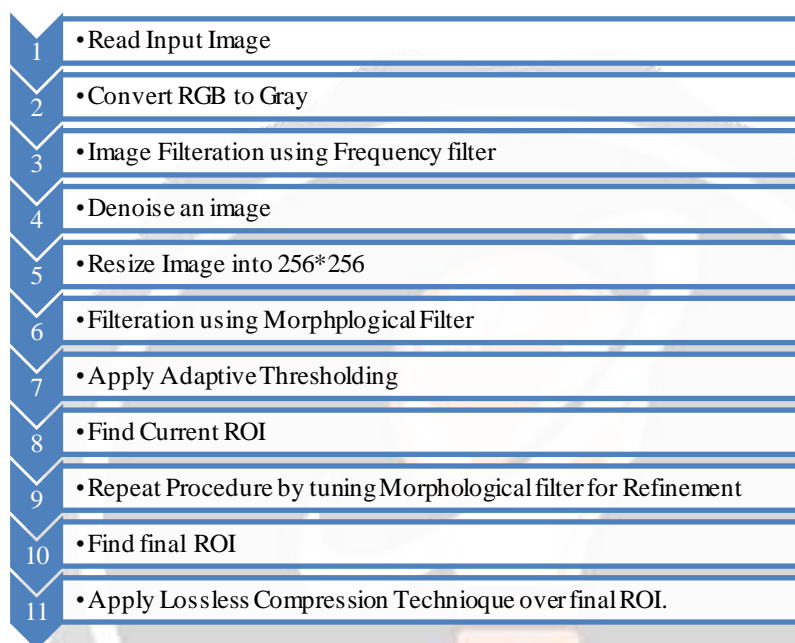 1 •Read Input Image
2 •Convert RGB to Gray
3 •Image Filteration using Frequency filter
4 •Denoise an image
5 •Resize Image into 256*256
6 •Filteration using Morphplogical Filter
7 •Apply Adaptive Thresholding
8 •Find Current ROI
9 •Repeat Procedure by tuning Morphological filter for Refinement
10 •Find final ROI
11 •Apply Lossless Compression Technioque over final ROI.